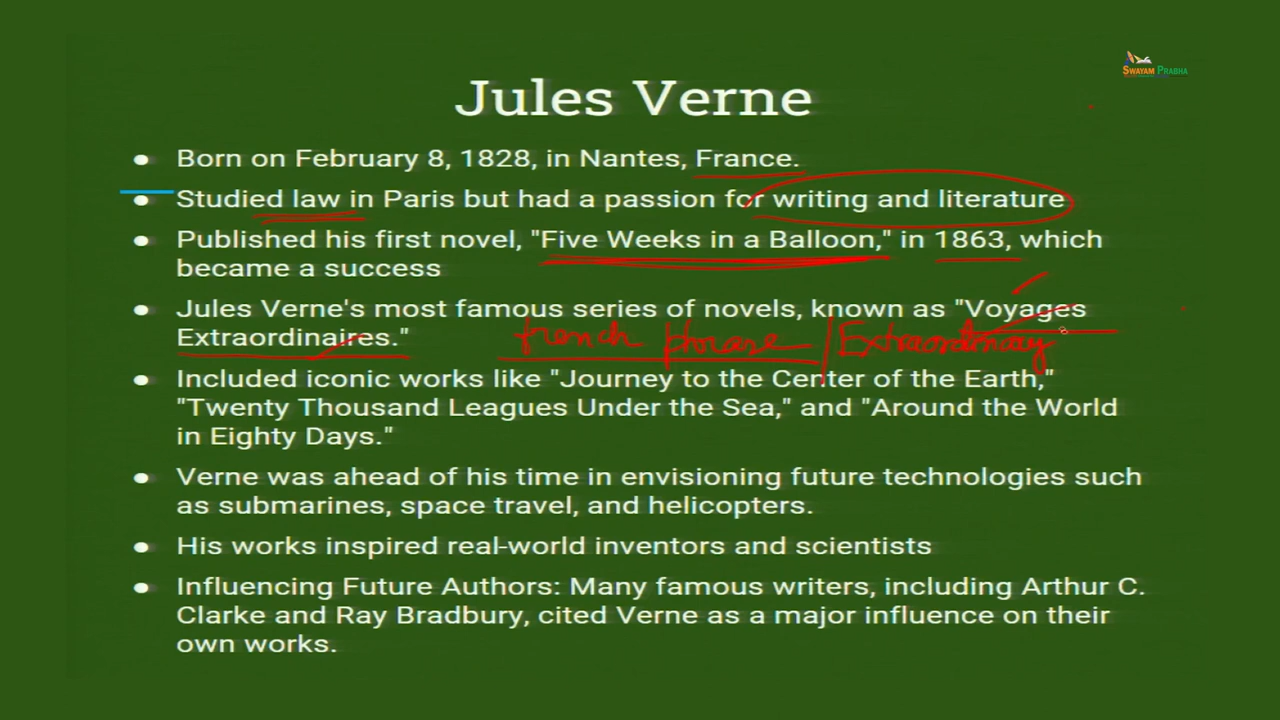 SWAYAM PRABHA
Jules Verne
● Born on February 8, 1828, in Nantes, France.
● Studied law in Paris but had a passion for writing and literature
● Published his first novel, "Five Weeks in a Balloon," in 1863, which
became a success
● Jules Verne's most famous series of novels, known as "Voyages
Extraordinaires."
french Phrase / Extraordinary
● Included iconic works like "Journey to the Center of the Earth,"
"Twenty Thousand Leagues Under the Sea," and "Around the World
in Eighty Days."
● Verne was ahead of his time in envisioning future technologies such
as submarines, space travel, and helicopters.
● His works inspired real-world inventors and scientists
● Influencing Future Authors: Many famous writers, including Arthur C.
Clarke and Ray Bradbury, cited Verne as a major influence on their
own works.